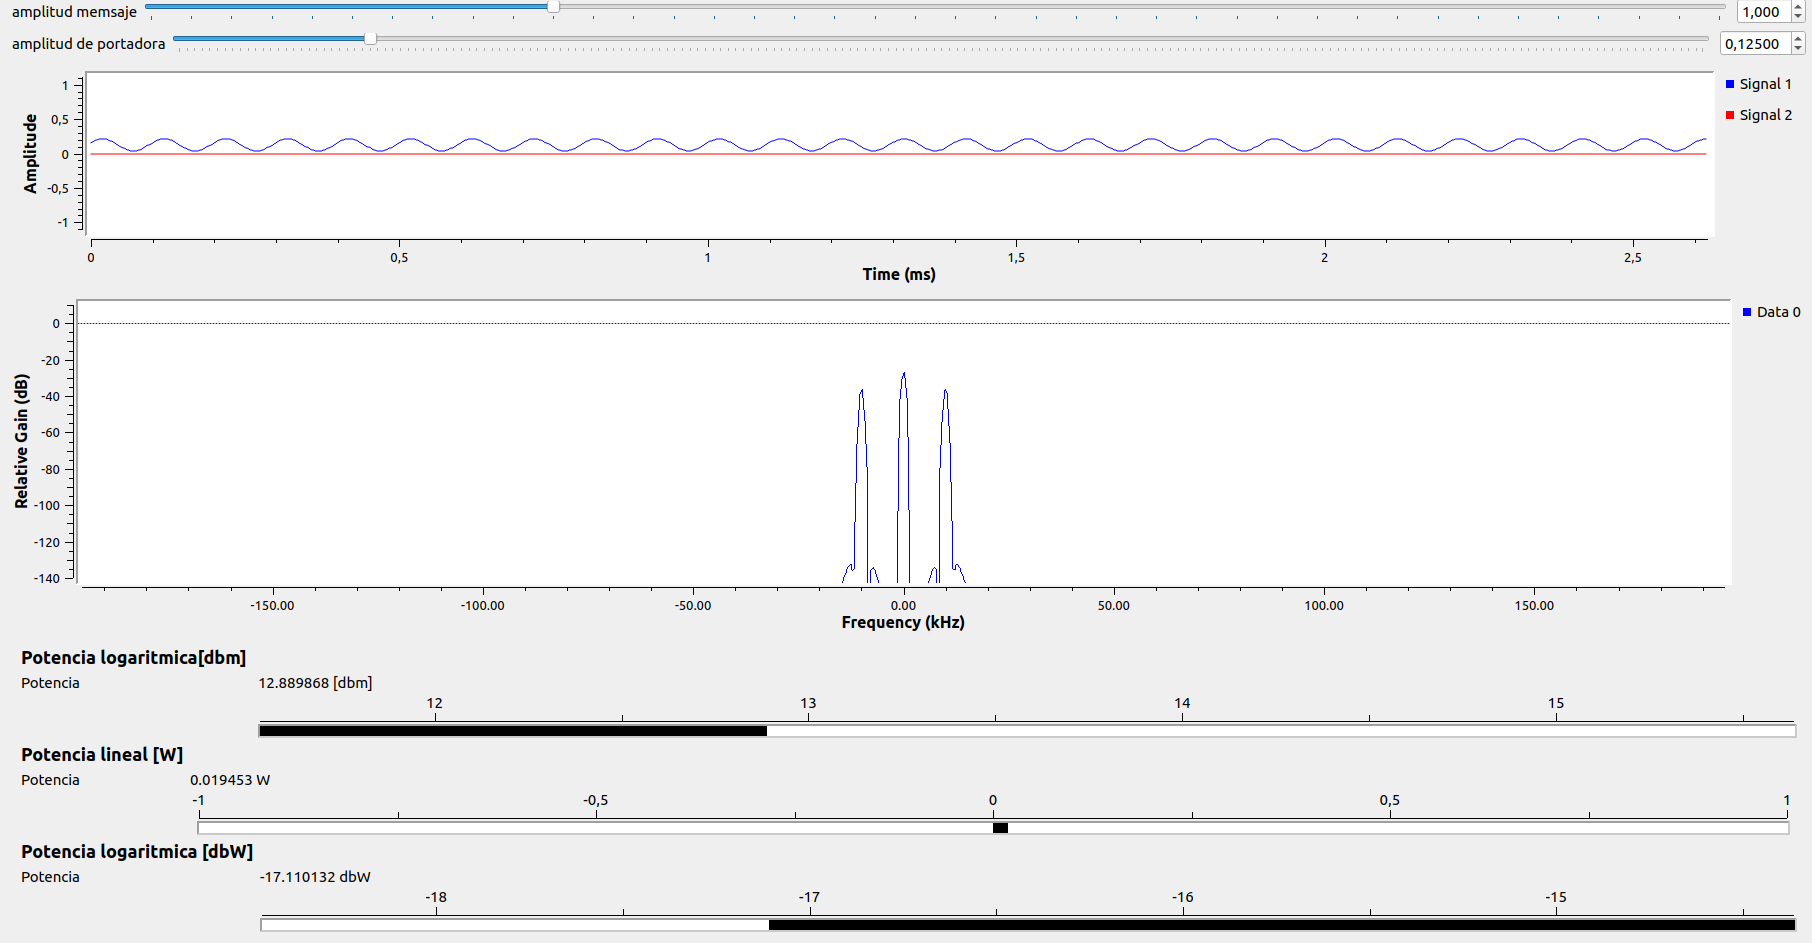 amplitud memsaje 1,000
amplitud de portadora 0,12500
1
0,5
0
-0,5
-1
Amplitude
Signal 1
Signal 2
0 0,5 1 1,5 2 2,5
Time (ms)
0
-20
-40
-60
-80
-100
-120
-140
Relative Gain (dB)
Data 0
-150.00 -100.00 -50.00 0.00 50.00 100.00 150.00
Frequency (kHz)
Potencia logaritmica[dbm]
Potencia 12.889868 [dbm]
12 13 14 15
Potencia lineal [W]
Potencia 0.019453 W
-1 -0,5 0 0,5 1
Potencia logaritmica [dbW]
Potencia -17.110132 dbW
-18 -17 -16 -15